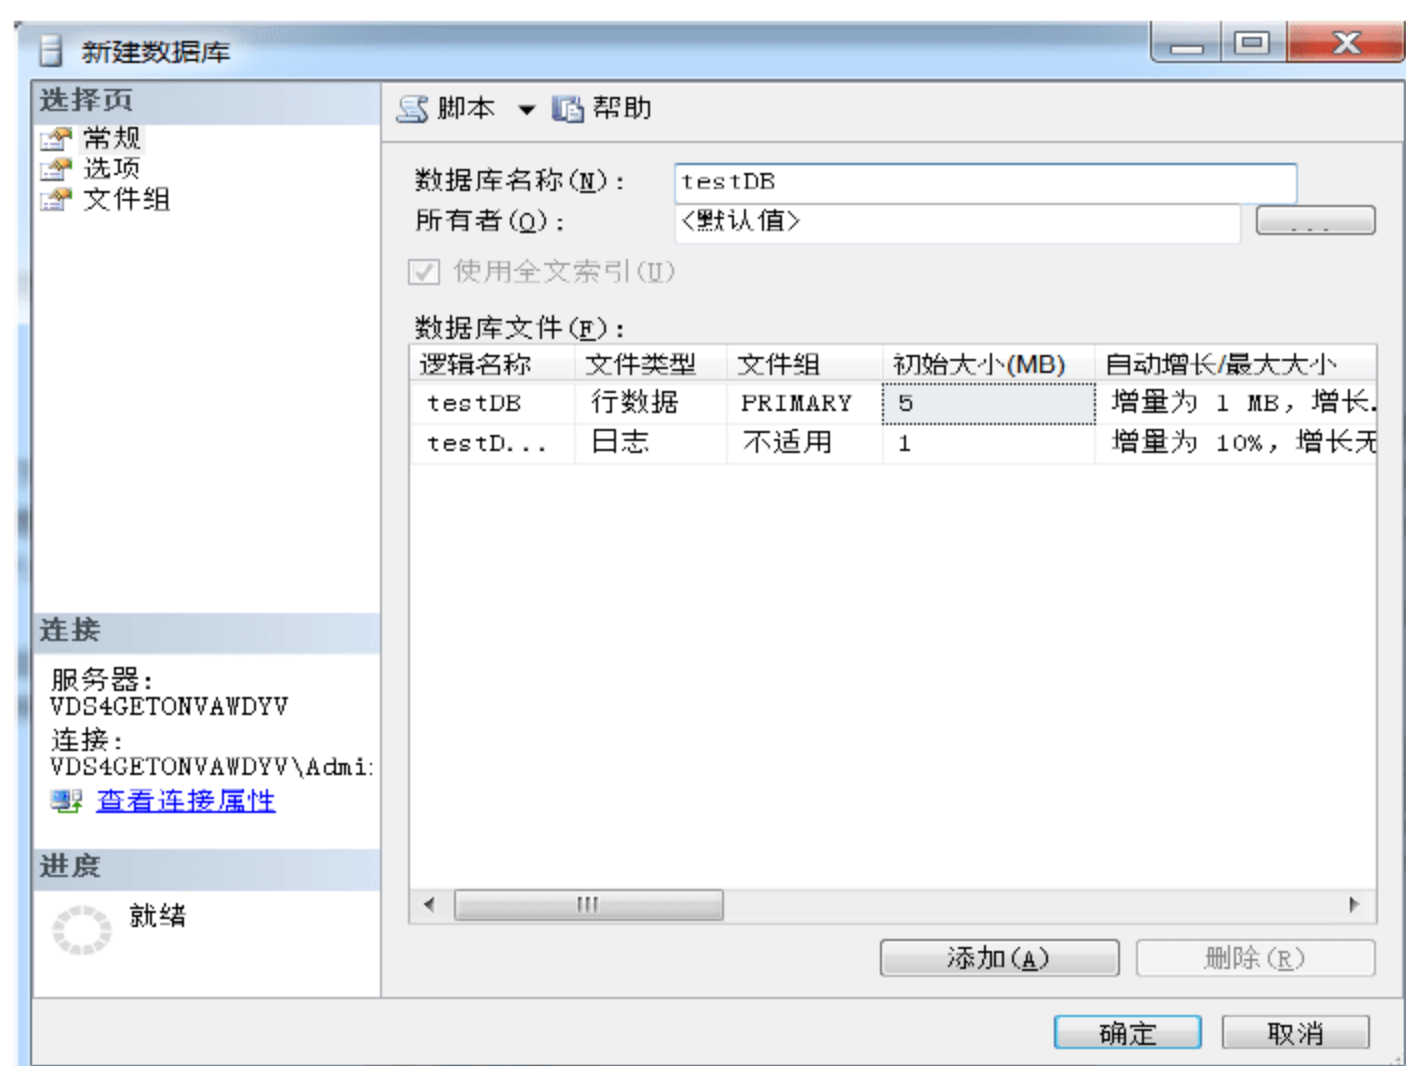 新建数据库
选择页
常规
选项
文件组
脚本 帮助
数据库名称(N): testDB
所有者(O): <默认值> ...
使用全文索引(U)
数据库文件(F):
逻辑名称 文件类型 文件组 初始大小(MB) 自动增长/最大大小
testDB 行数据 PRIMARY 5 增量为 1 MB，增长.
testD... 日志 不适用 1 增量为 10%，增长无
连接
服务器:
VDS4GETONVAWDYV
连接:
VDS4GETONVAWDYV\Admi
查看连接属性
进度
就绪
添加(A) 删除(R)
确定 取消